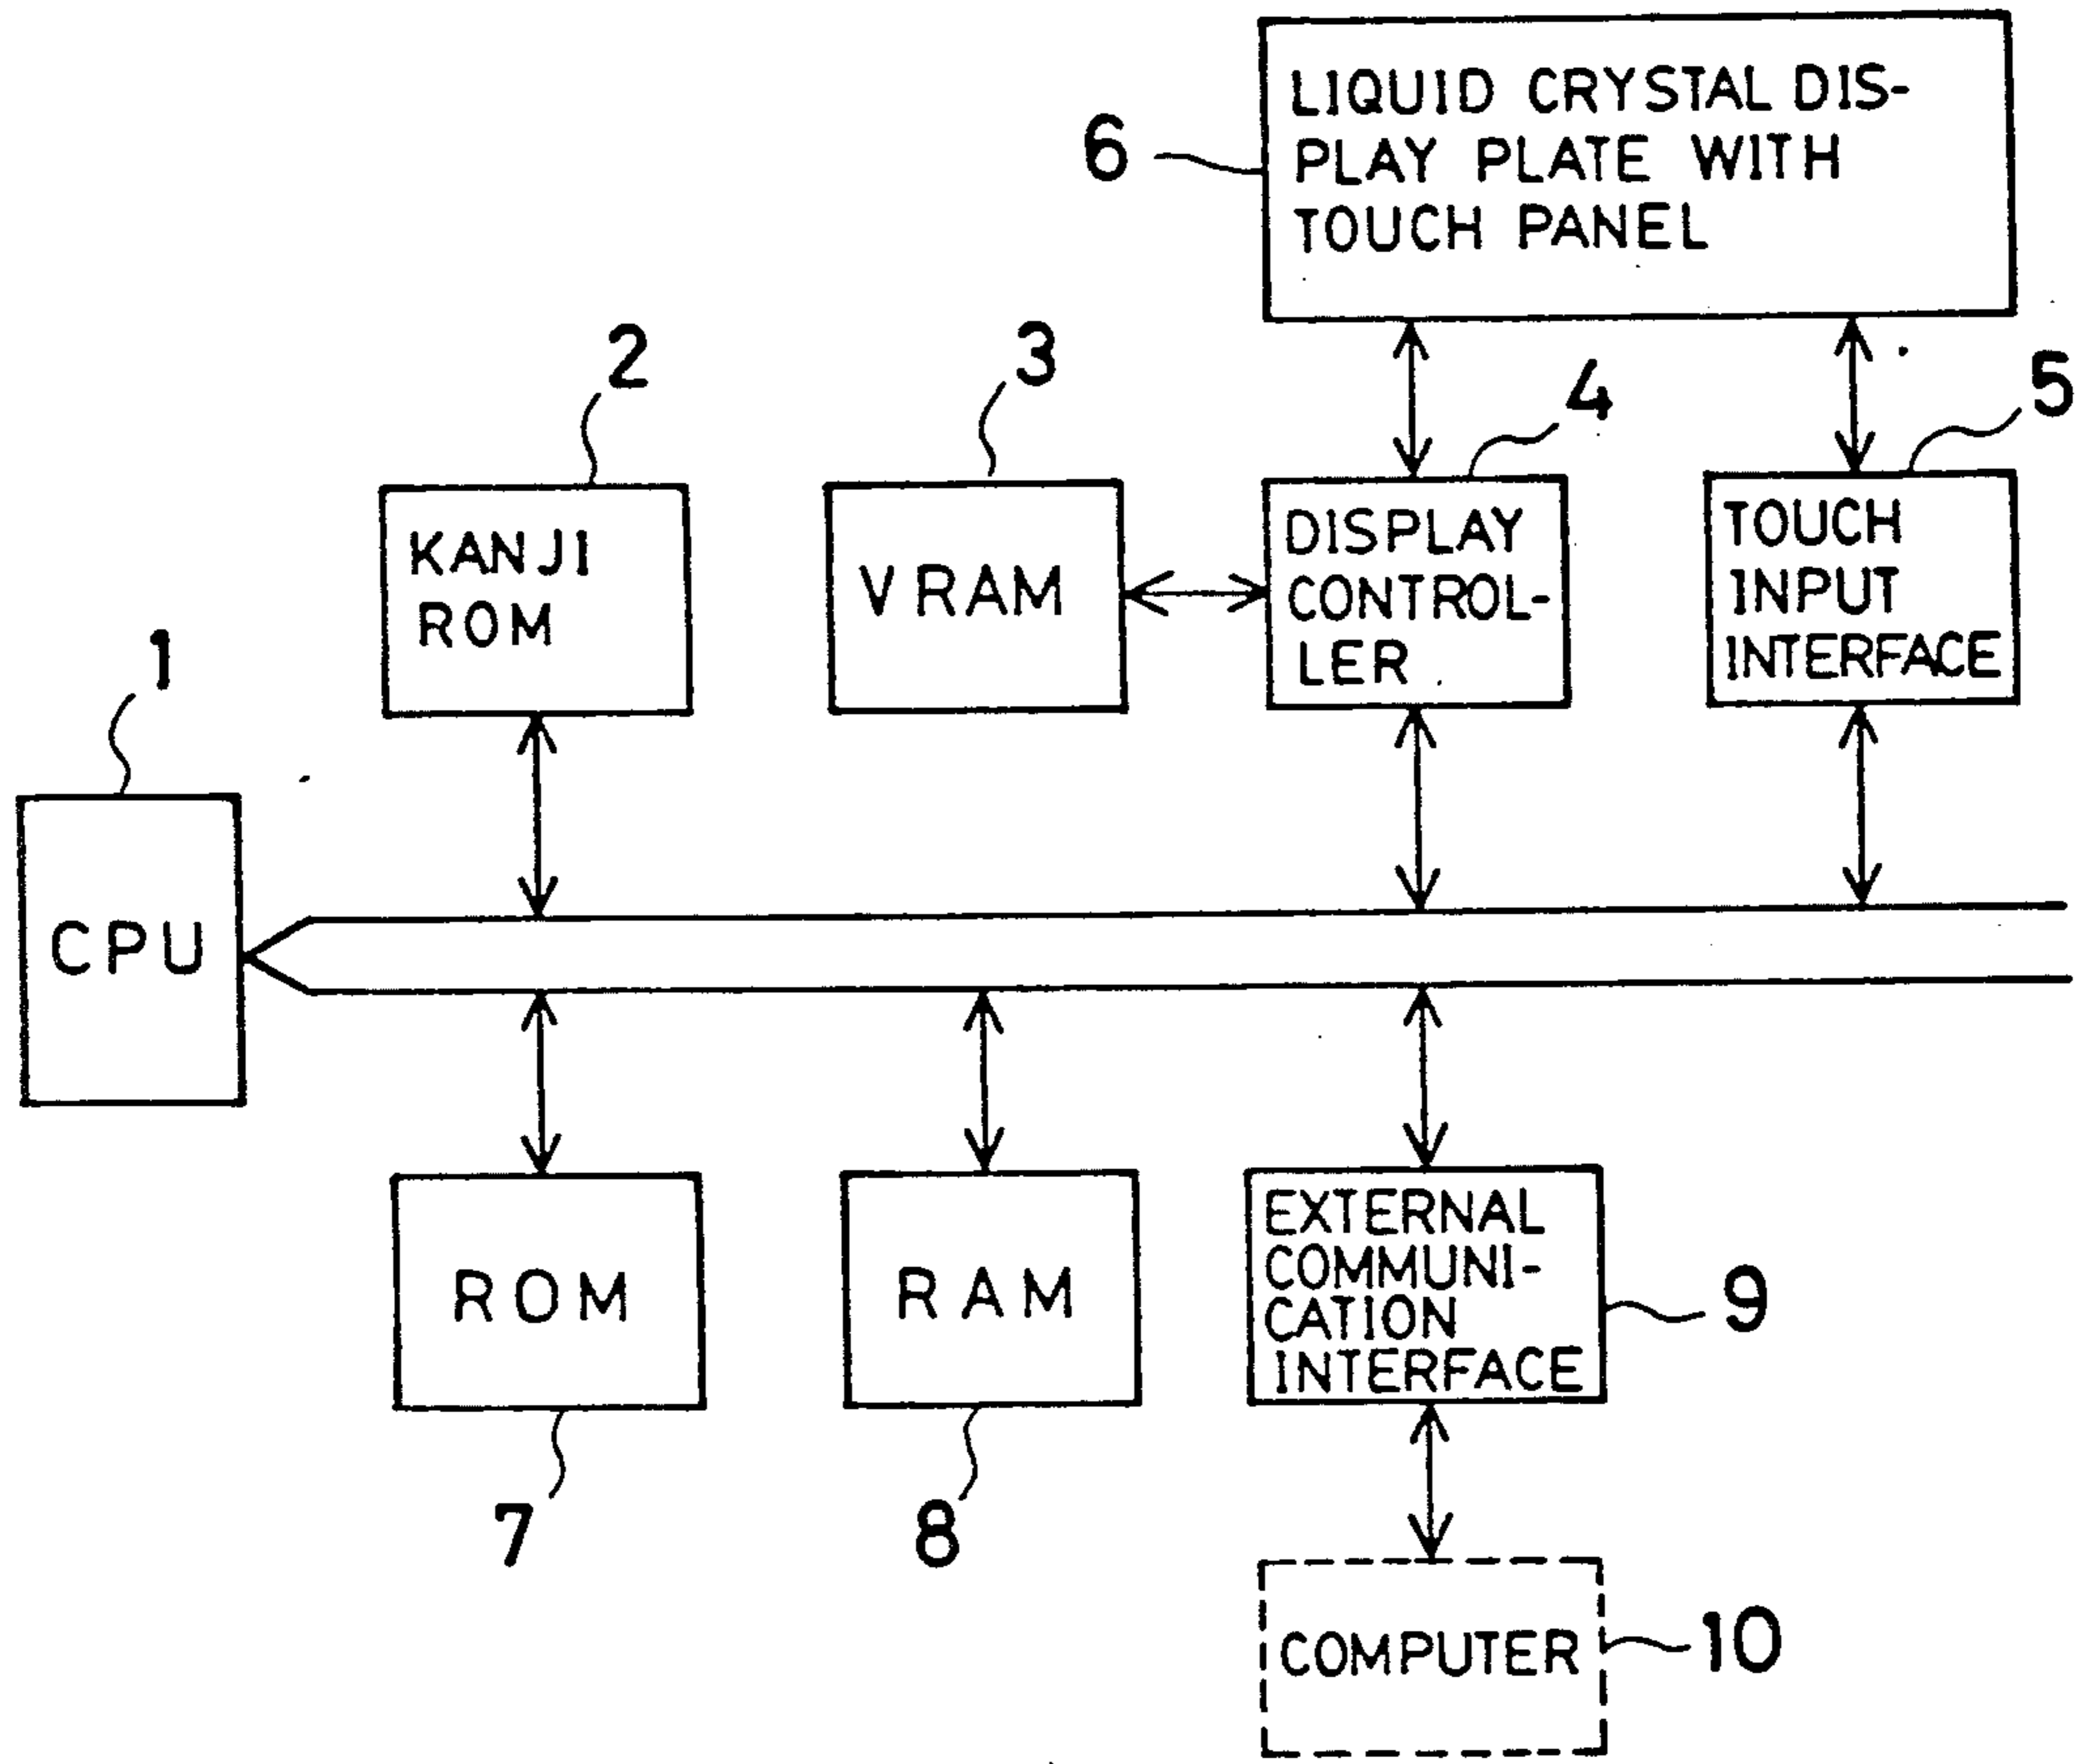 6
LIQUID CRYSTAL DIS-
PLAY PLATE WITH
TOUCH PANEL
2
3
4
5
KANJI
ROM
VRAM
DISPLAY
CONTROL-
LER
TOUCH
INPUT
INTERFACE
1
CPU
ROM
RAM
EXTERNAL
COMMUNI-
CATION
INTERFACE
9
7
8
COMPUTER
10